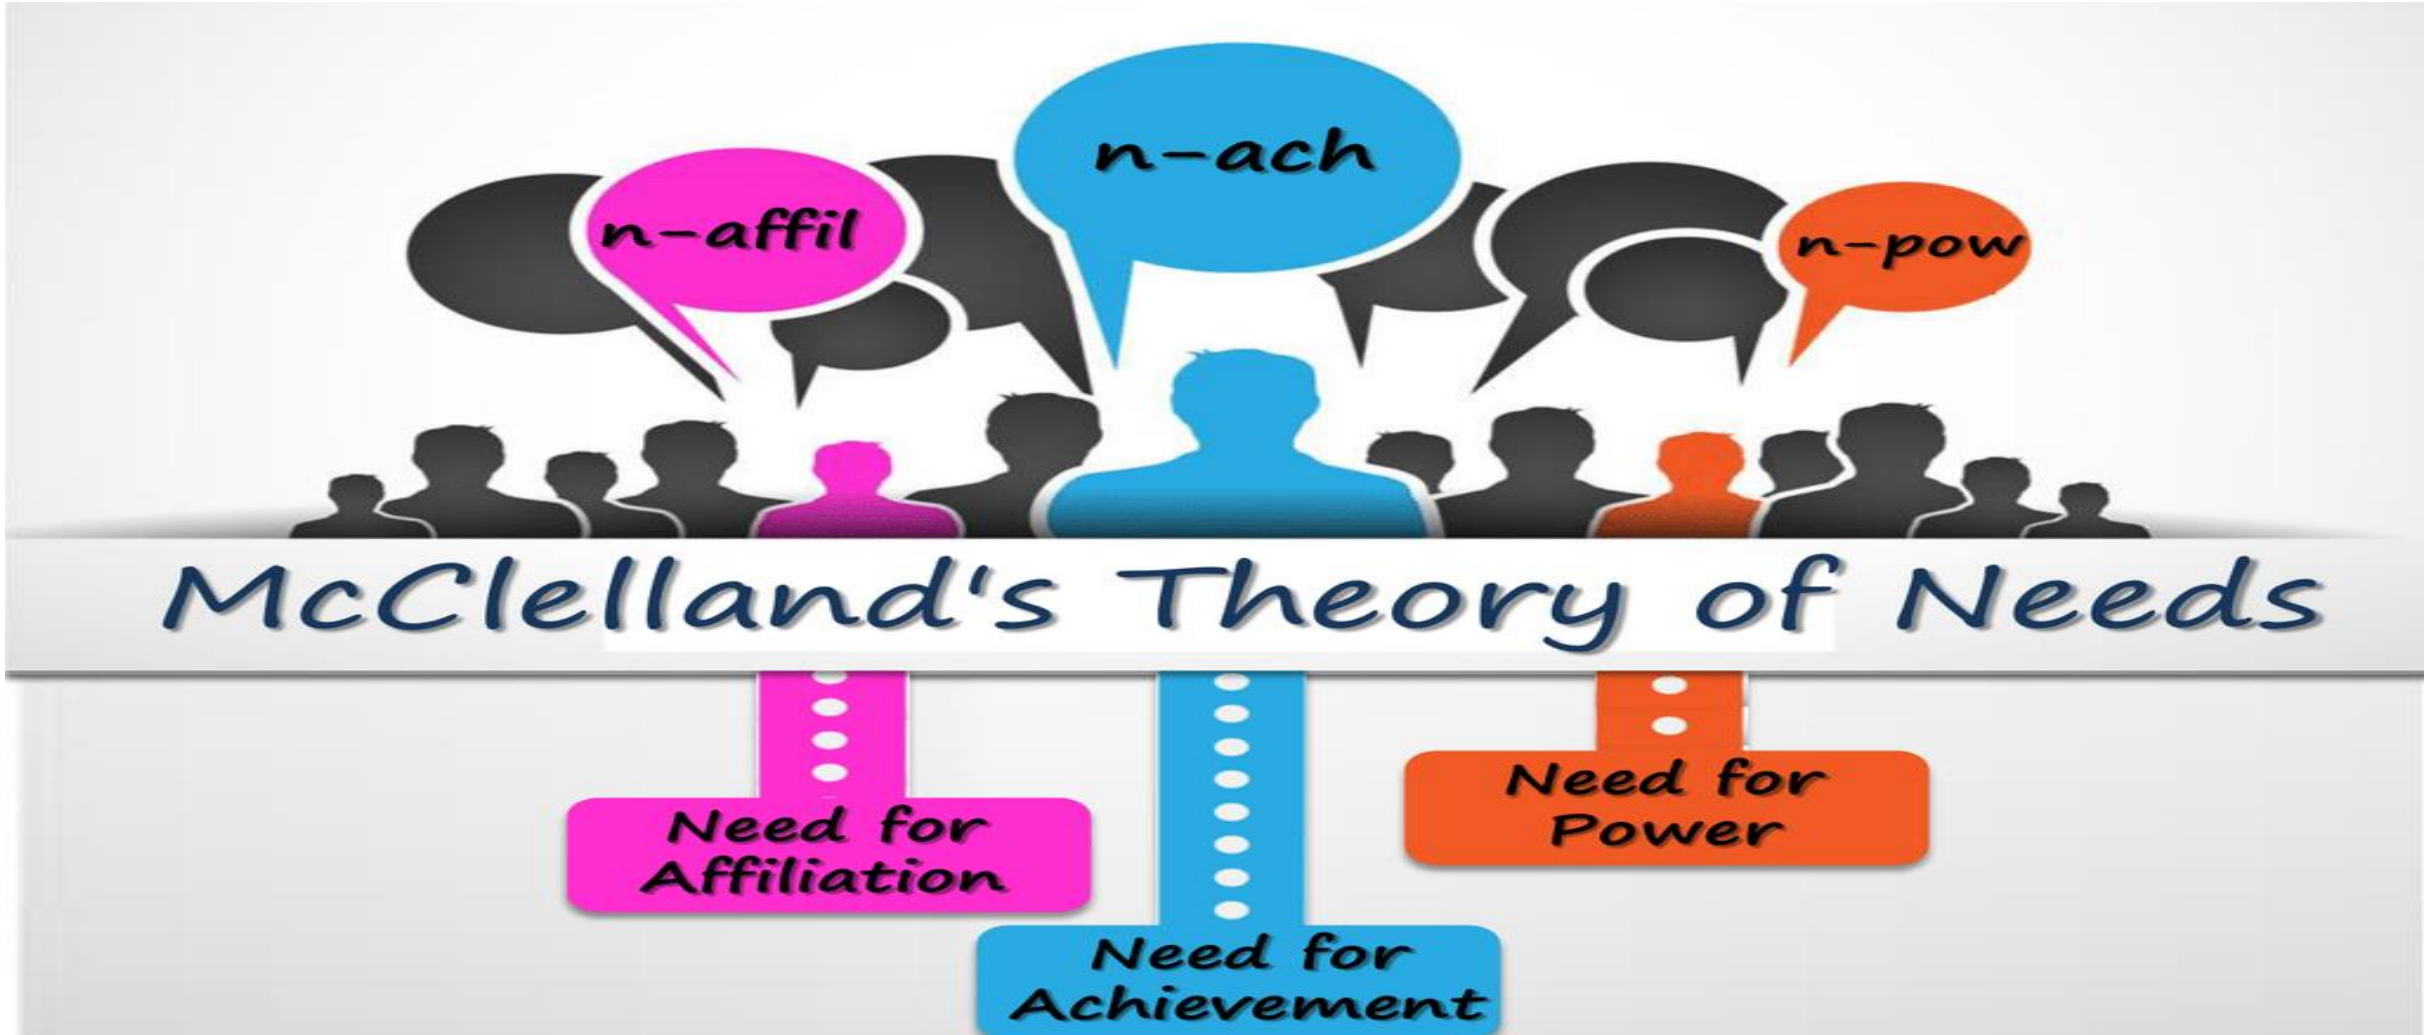 n-ach
n-affil
n-pow
McClelland's Theory of Needs
Need for
Power
Need for
Affiliation
Need for
Achievement